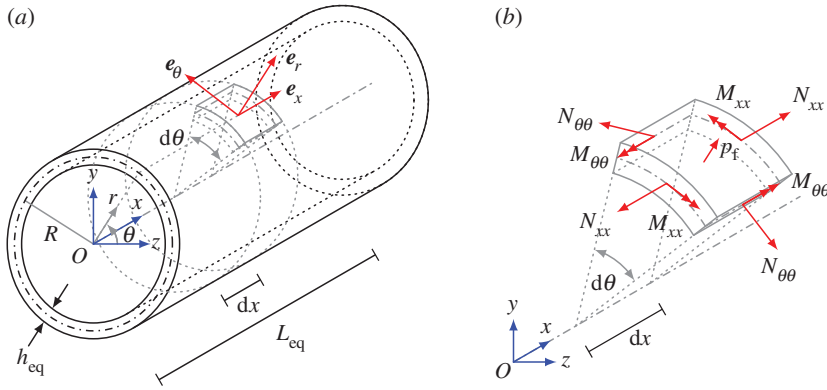 (a)
e_θ
e_r
e_x
dθ
y
r
x
R
θ
O
z
dx
L_eq
h_eq
(b)
M_xx
N_xx
N_θθ
M_θθ
p_f
M_θθ
N_xx
M_xx
N_θθ
dθ
y
x
dx
O
z